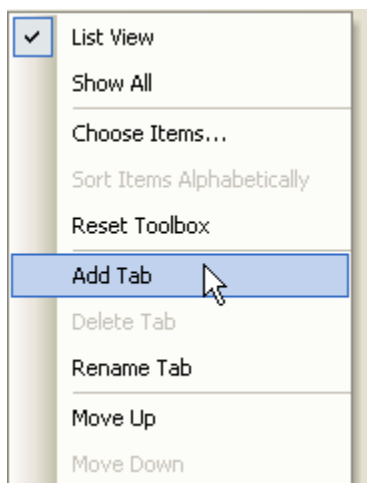 List View
Show All
Choose Items...
Sort Items Alphabetically
Reset Toolbox
Add Tab
Delete Tab
Rename Tab
Move Up
Move Down